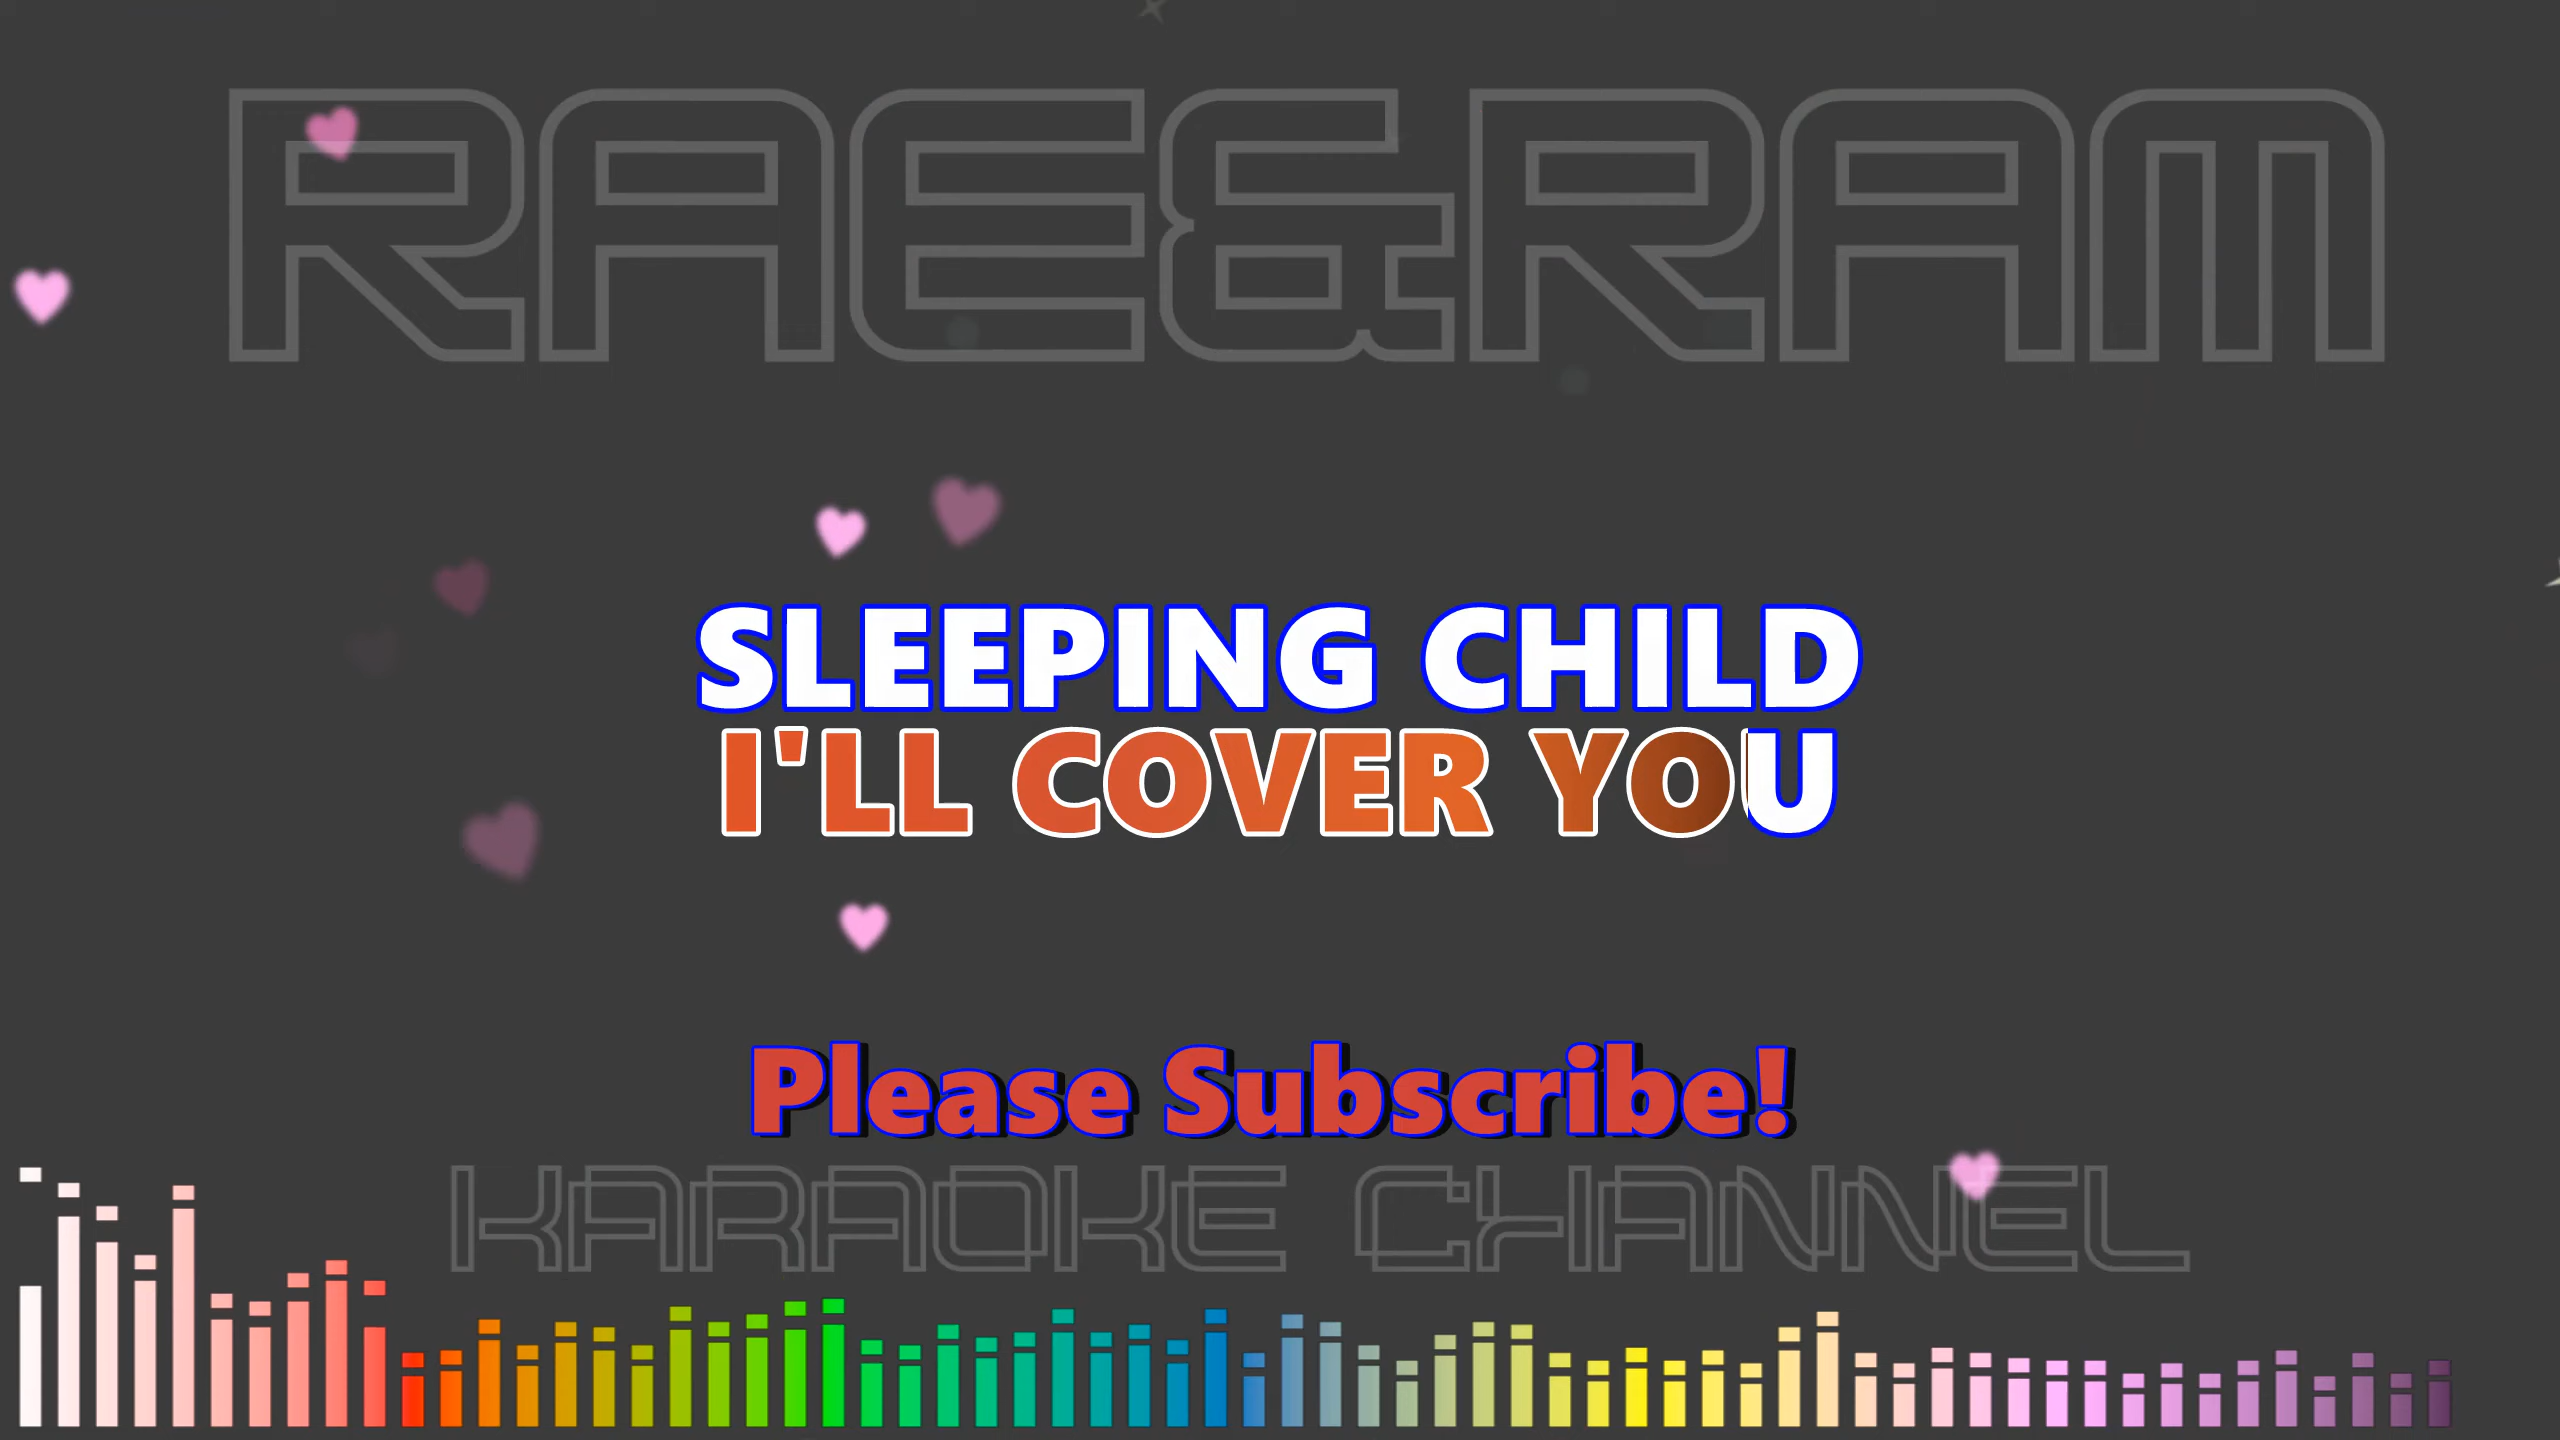 RAE&RAM
SLEEPING CHILD
I'LL COVER YOU
Please Subscribe!
KARAOKE CHANNEL